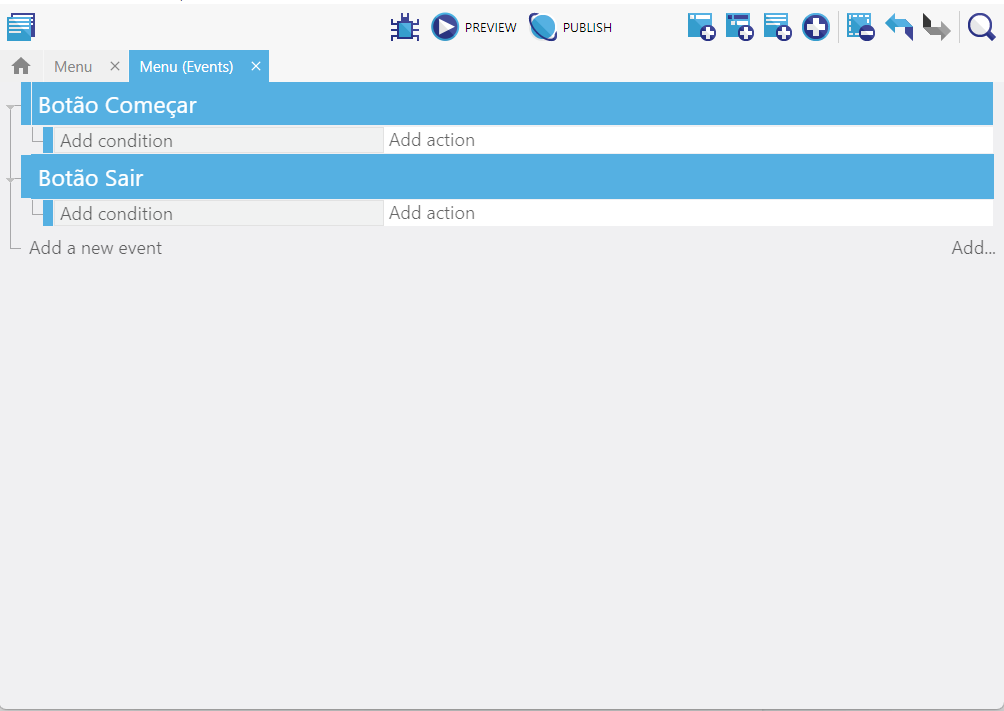 PREVIEW PUBLISH
Menu Menu (Events)
Botão Começar
Add condition Add action
Botão Sair
Add condition Add action
Add a new event Add...